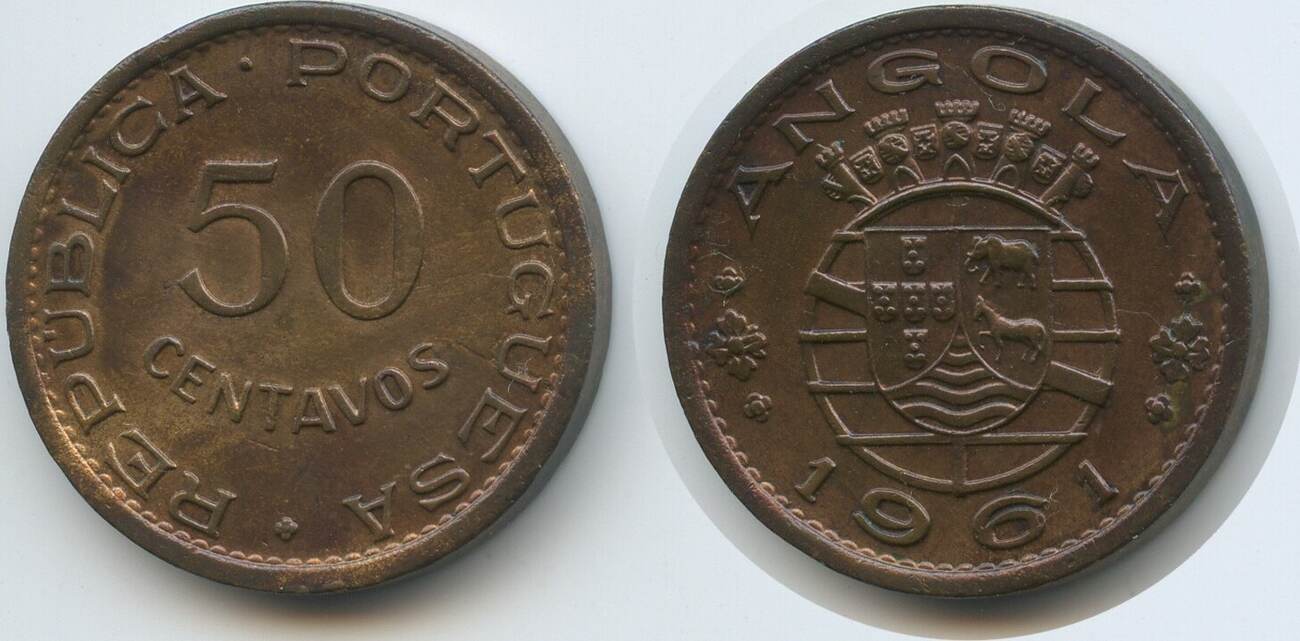 REPUBLICA · PORTUGUESA
50
CENTAVOS
ANGOLA
1961